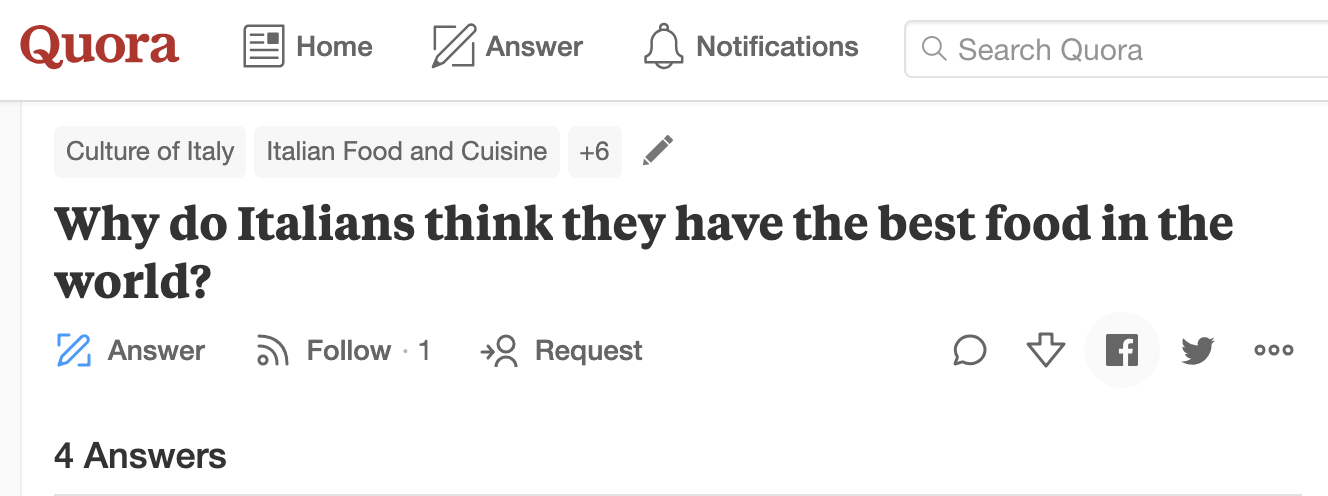 Quora Home Answer Notifications Search Quora
Culture of Italy Italian Food and Cuisine +6
Why do Italians think they have the best food in the
world?
Answer Follow · 1 Request
4 Answers